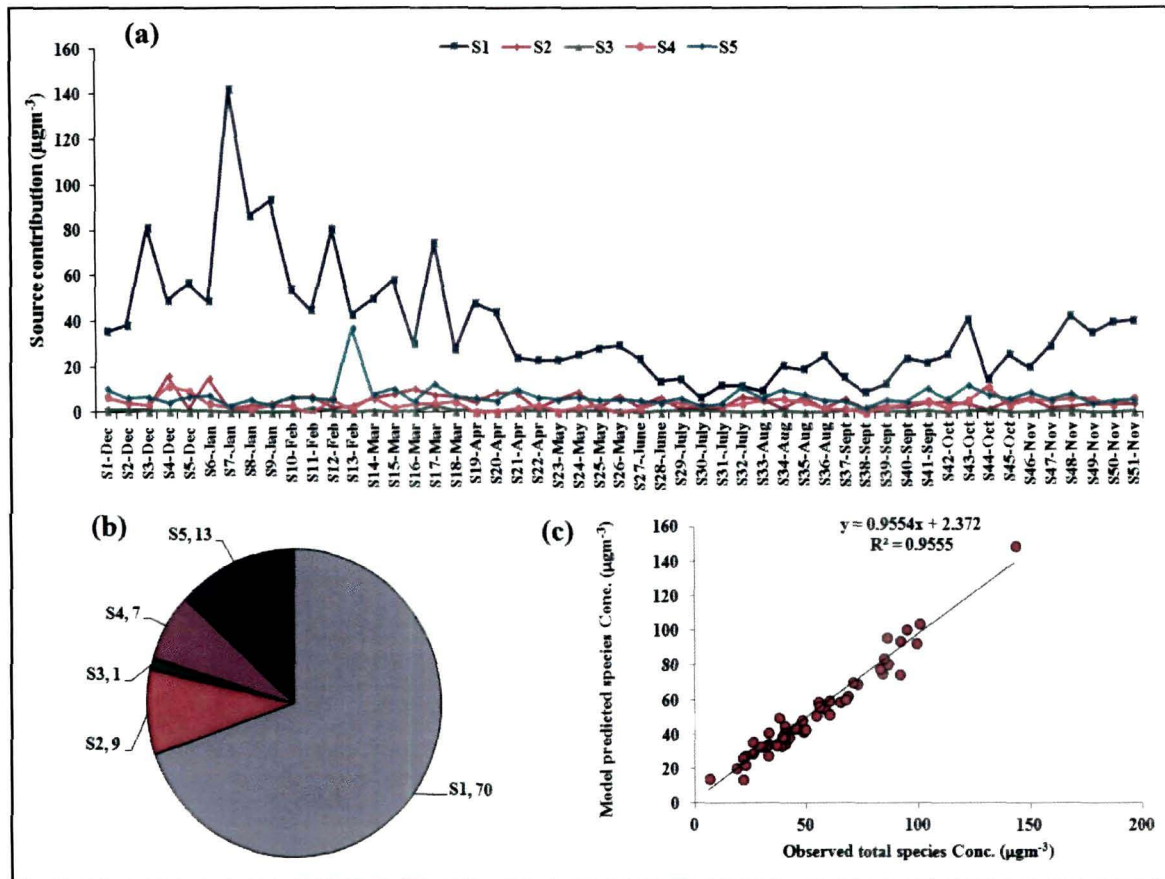 (a)
S1 S2 S3 S4 S5
Source contribution (µgm-3)
160
140
120
100
80
60
40
20
0
S1-Dec
S2-Dec
S3-Dec
S4-Dec
S5-Dec
S6-Jan
S7-Jan
S8-Jan
S9-Jan
S10-Feb
S11-Feb
S12-Feb
S13-Feb
S14-Mar
S15-Mar
S16-Mar
S17-Mar
S18-Mar
S19-Apr
S20-Apr
S21-Apr
S22-Apr
S23-May
S24-May
S25-May
S26-May
S27-June
S28-June
S29-July
S30-July
S31-July
S32-July
S33-Aug
S34-Aug
S35-Aug
S36-Aug
S37-Sept
S38-Sept
S39-Sept
S40-Sept
S41-Sept
S42-Oct
S43-Oct
S44-Oct
S45-Oct
S46-Nov
S47-Nov
S48-Nov
S49-Nov
S50-Nov
S51-Nov
(b)
S5, 13
S4, 7
S3, 1
S2, 9
S1, 70
(c)
y = 0.9554x + 2.372
R² = 0.9555
Model predicted species Conc. (µgm-3)
160
140
120
100
80
60
40
20
0
0 50 100 150 200
Observed total species Conc. (µgm-3)